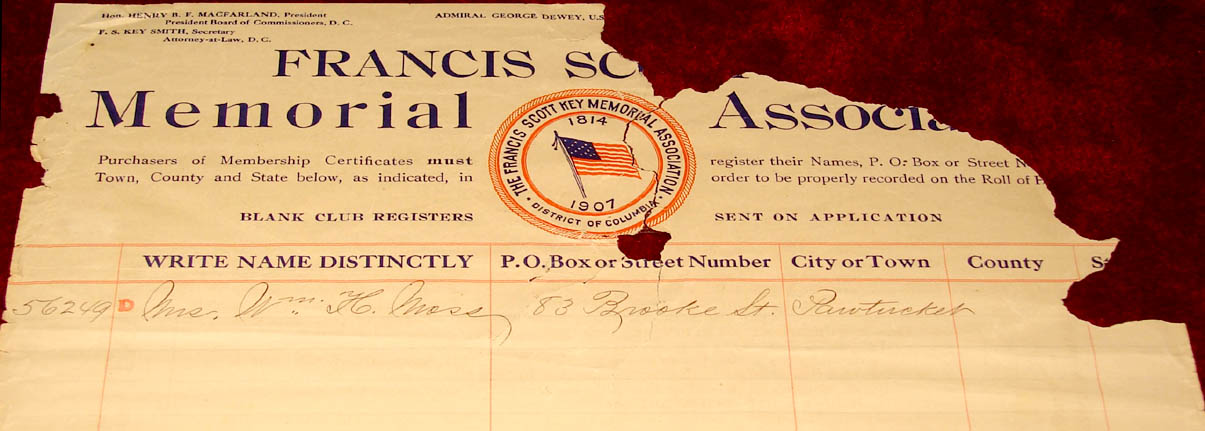 Hon. HENRY B. F. MACFARLAND, President
President Board of Commissioners, D. C.
F. S. KEY SMITH, Secretary
Attorney-at-Law, D. C.
ADMIRAL GEORGE DEWEY, U.S
FRANCIS SC
Memorial Associa
THE FRANCIS SCOTT KEY MEMORIAL ASSOCIATION
1814
1907
DISTRICT OF COLUMBIA
Purchasers of Membership Certificates must register their Names, P. O. Box or Street N
Town, County and State below, as indicated, in order to be properly recorded on the Roll of H
BLANK CLUB REGISTERS SENT ON APPLICATION
WRITE NAME DISTINCTLY P.O. Box or Street Number City or Town County S
56249 D Mrs. Wm. H. Moss, 83 Brooke St. Pawtucket